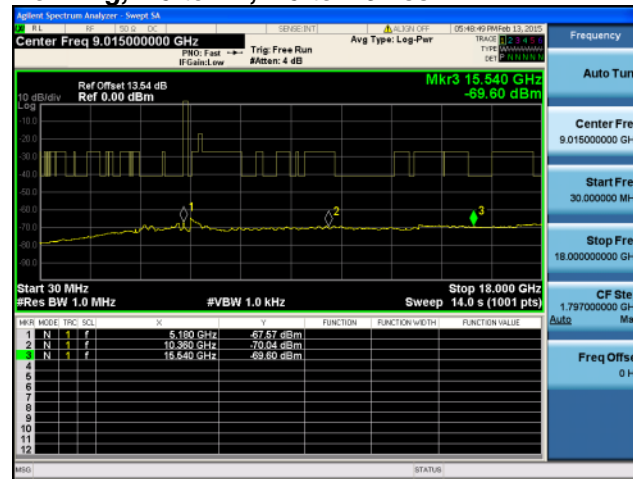 Agilent Spectrum Analyzer - Swept SA
RL RF 50 Ω DC SENSE:INT ALIGN OFF 05:48:49 PM Feb 13, 2015
Center Freq 9.015000000 GHz
PNO: Fast
IFGain:Low
Trig: Free Run
#Atten: 4 dB
Avg Type: Log-Pwr
TRACE 1 2 3 4 5 6
TYPE
DET P N N N N N
Frequency
Auto Tun
Mkr3 15.540 GHz
-69.60 dBm
Ref Offset 13.54 dB
10 dB/div Ref 0.00 dBm
Log
-10.0
-20.0
-30.0
-40.0
-50.0
-60.0
-70.0
-80.0
-90.0
1
2
3
Center Fre
9.015000000 GH
Start Fre
30.000000 MH
Stop Fre
18.000000000 GH
Start 30 MHz Stop 18.000 GHz
#Res BW 1.0 MHz #VBW 1.0 kHz Sweep 14.0 s (1001 pts)
CF Ste
1.797000000 GH
Auto Ma
Freq Offse
0 H
MKR MODE TRC SCL X Y FUNCTION FUNCTION WIDTH FUNCTION VALUE
1 N 1 f 5.180 GHz -67.57 dBm
2 N 1 f 10.360 GHz -70.04 dBm
3 N 1 f 15.540 GHz -69.60 dBm
4
5
6
7
8
9
10
11
12
MSG STATUS